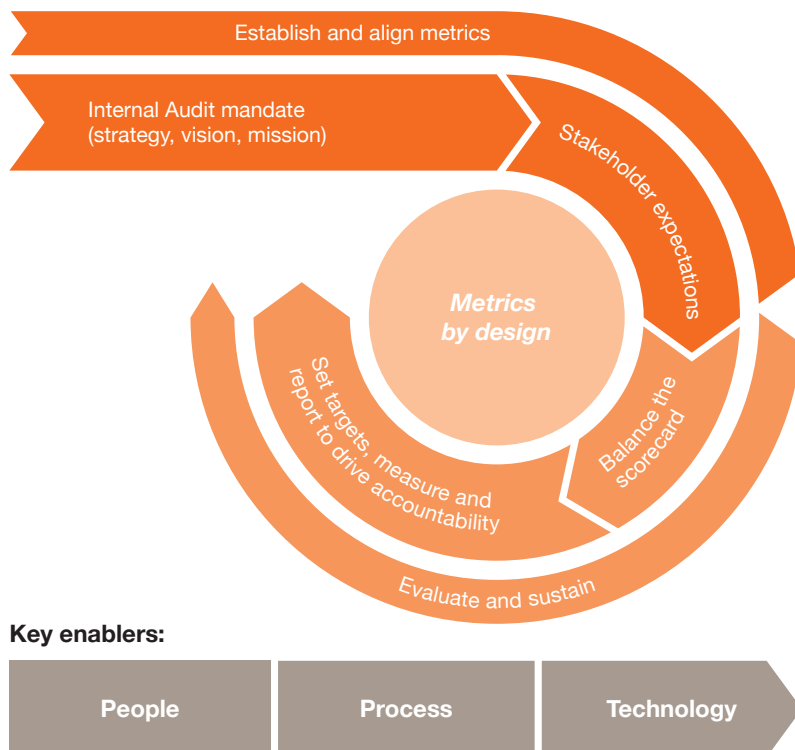 Establish and align metrics
Internal Audit mandate
(strategy, vision, mission)
Stakeholder expectations
Metrics
by design
Balance the
scorecard
Set targets, measure and
report to drive accountability
Evaluate and sustain
Key enablers:
People
Process
Technology